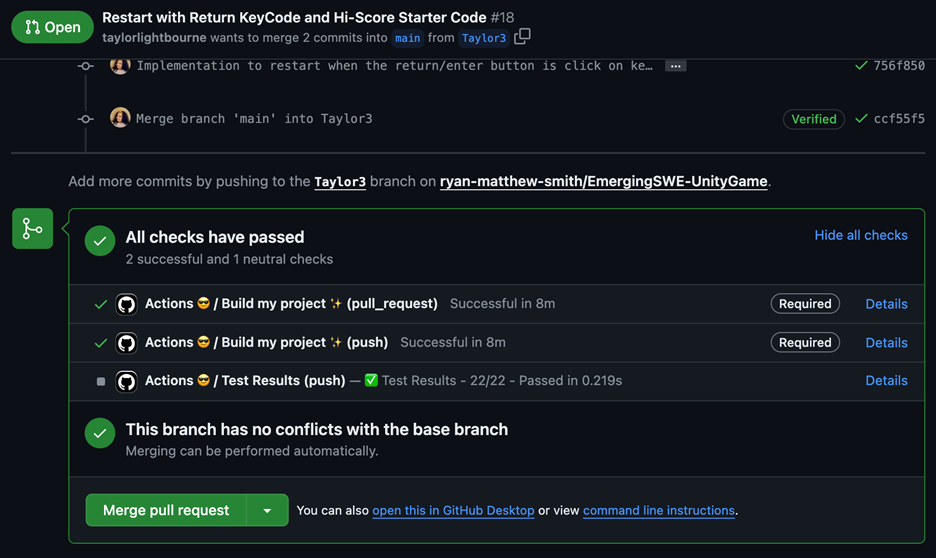 Open
Restart with Return KeyCode and Hi-Score Starter Code #18
taylorlightbourne wants to merge 2 commits into main from Taylor3
Implementation to restart when the return/enter button is click on ke… ... 756f850
Merge branch 'main' into Taylor3 Verified ccf55f5
Add more commits by pushing to the Taylor3 branch on ryan-matthew-smith/EmergingSWE-UnityGame.
All checks have passed Hide all checks
2 successful and 1 neutral checks
Actions 😎 / Build my project ✨ (pull_request) Successful in 8m Required Details
Actions 😎 / Build my project ✨ (push) Successful in 8m Required Details
Actions 😎 / Test Results (push) — ✅ Test Results - 22/22 - Passed in 0.219s Details
This branch has no conflicts with the base branch
Merging can be performed automatically.
Merge pull request You can also open this in GitHub Desktop or view command line instructions.